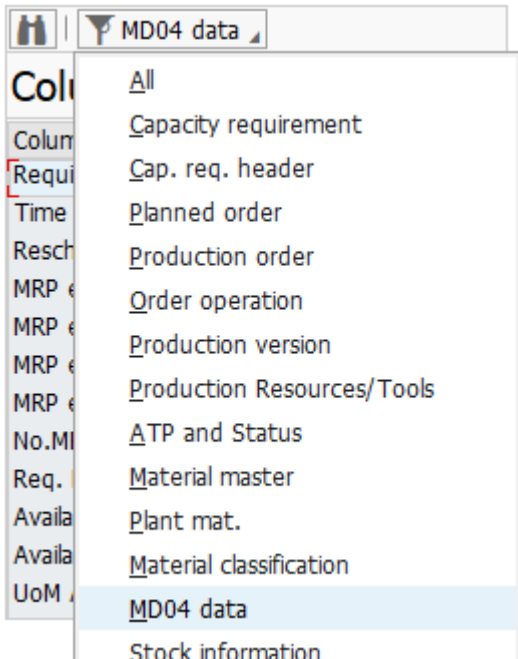 MD04 data
Colu
All
Capacity requirement
Colum
Cap. req. header
Requi
Planned order
Time
Production order
Resch
Order operation
MRP e
Production version
MRP e
MRP e
Production Resources/Tools
MRP e
ATP and Status
No.MI
Material master
Req.
Plant mat.
Availa
Material classification
Availa
MD04 data
UoM
Stock information